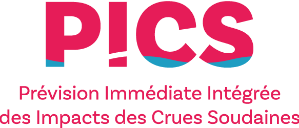 PICS
Prévision Immédiate Intégrée
des Impacts des Crues Soudaines